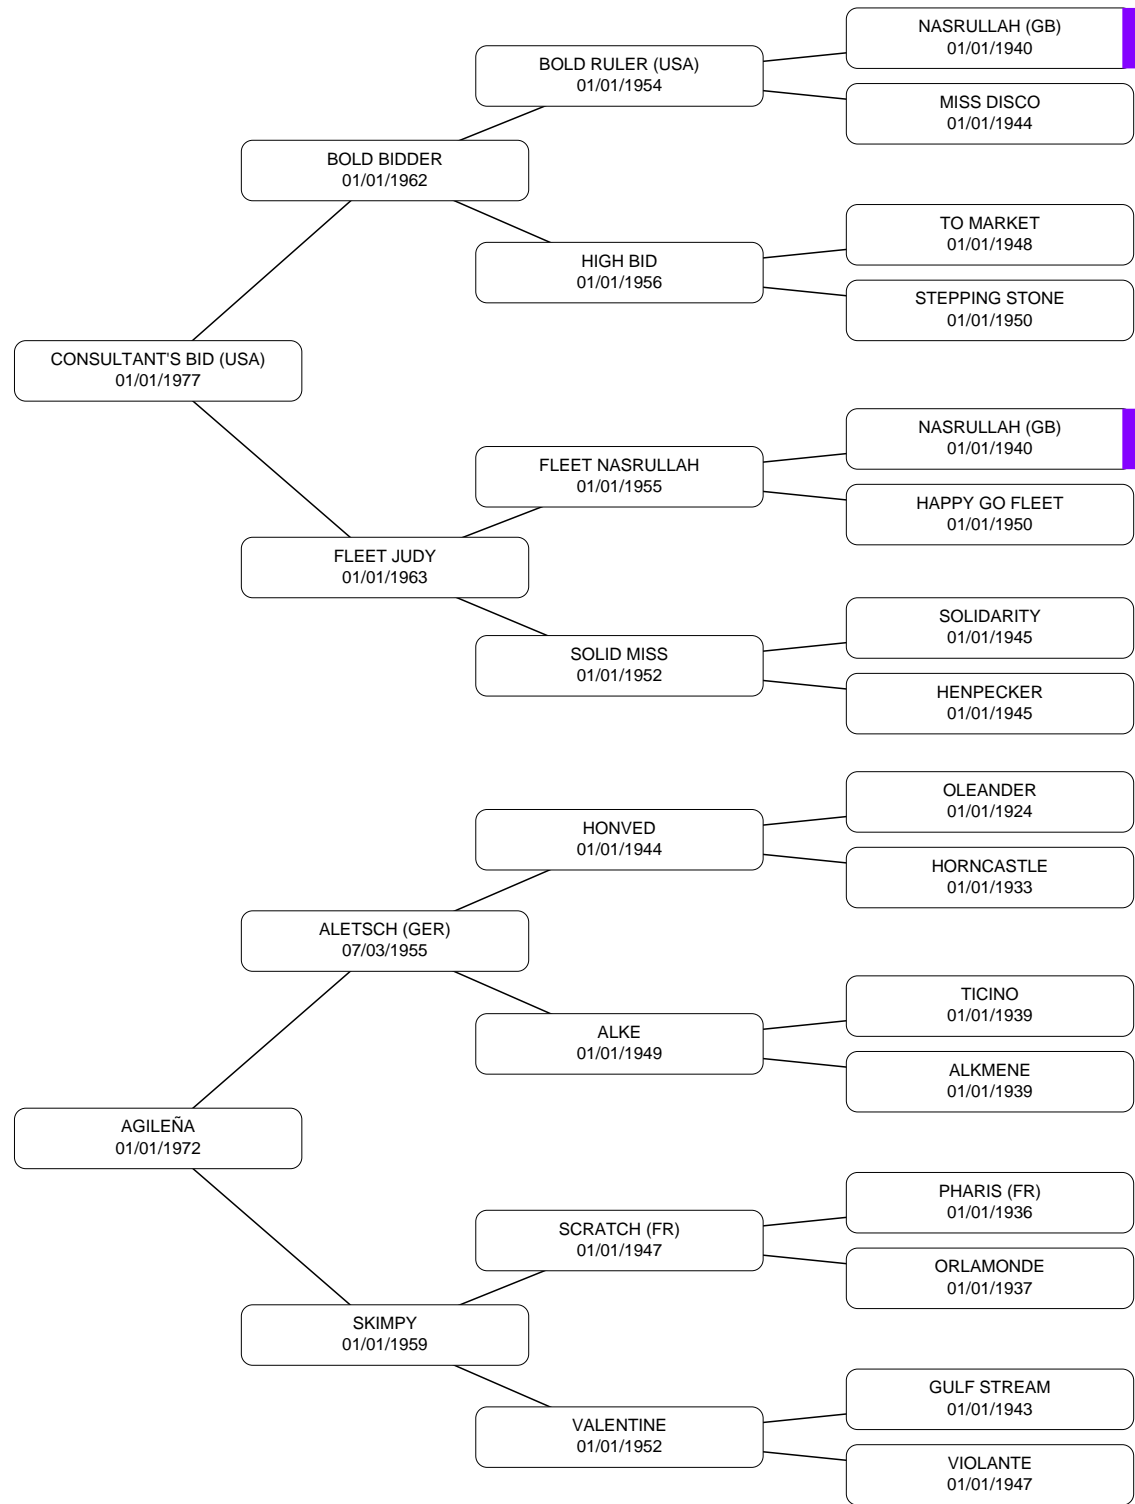 NASRULLAH (GB)
01/01/1940
BOLD RULER (USA)
01/01/1954
MISS DISCO
01/01/1944
BOLD BIDDER
01/01/1962
TO MARKET
01/01/1948
HIGH BID
01/01/1956
STEPPING STONE
01/01/1950
CONSULTANT'S BID (USA)
01/01/1977
NASRULLAH (GB)
01/01/1940
FLEET NASRULLAH
01/01/1955
HAPPY GO FLEET
01/01/1950
FLEET JUDY
01/01/1963
SOLIDARITY
01/01/1945
SOLID MISS
01/01/1952
HENPECKER
01/01/1945
OLEANDER
01/01/1924
HONVED
01/01/1944
HORNCASTLE
01/01/1933
ALETSCH (GER)
07/03/1955
TICINO
01/01/1939
ALKE
01/01/1949
ALKMENE
01/01/1939
AGILEÑA
01/01/1972
PHARIS (FR)
01/01/1936
SCRATCH (FR)
01/01/1947
ORLAMONDE
01/01/1937
SKIMPY
01/01/1959
GULF STREAM
01/01/1943
VALENTINE
01/01/1952
VIOLANTE
01/01/1947